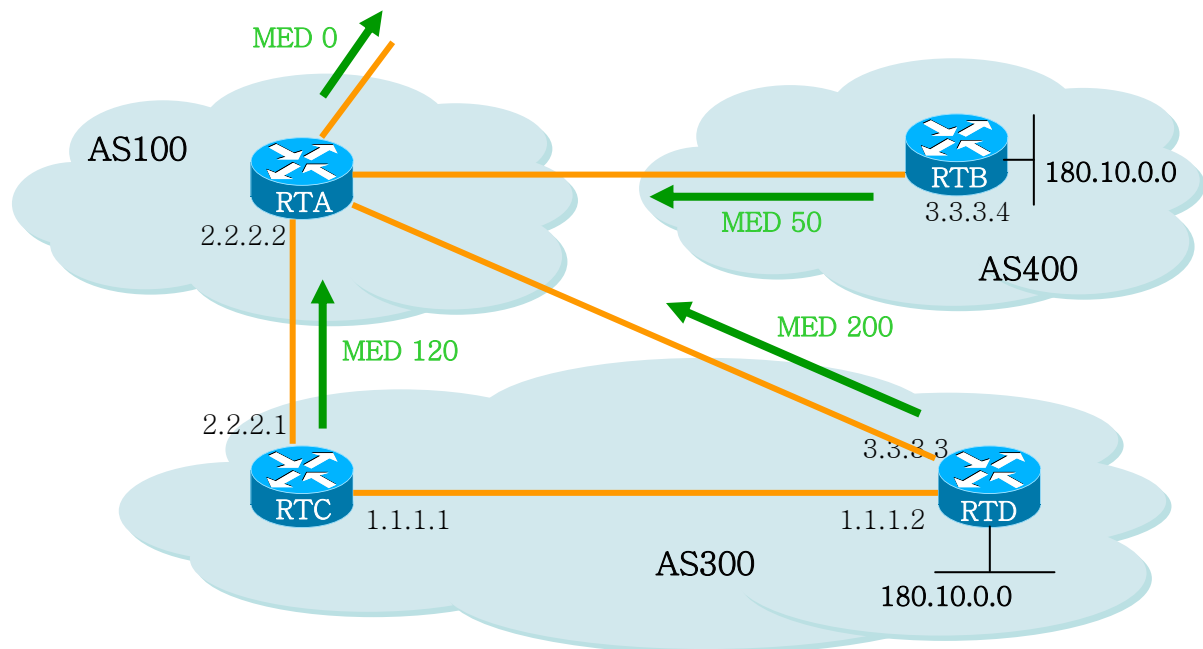 MED 0
AS100
RTA
RTB
180.10.0.0
3.3.3.4
2.2.2.2
MED 50
AS400
MED 200
MED 120
2.2.2.1
3.3.3.3
RTC
1.1.1.1
1.1.1.2
RTD
AS300
180.10.0.0